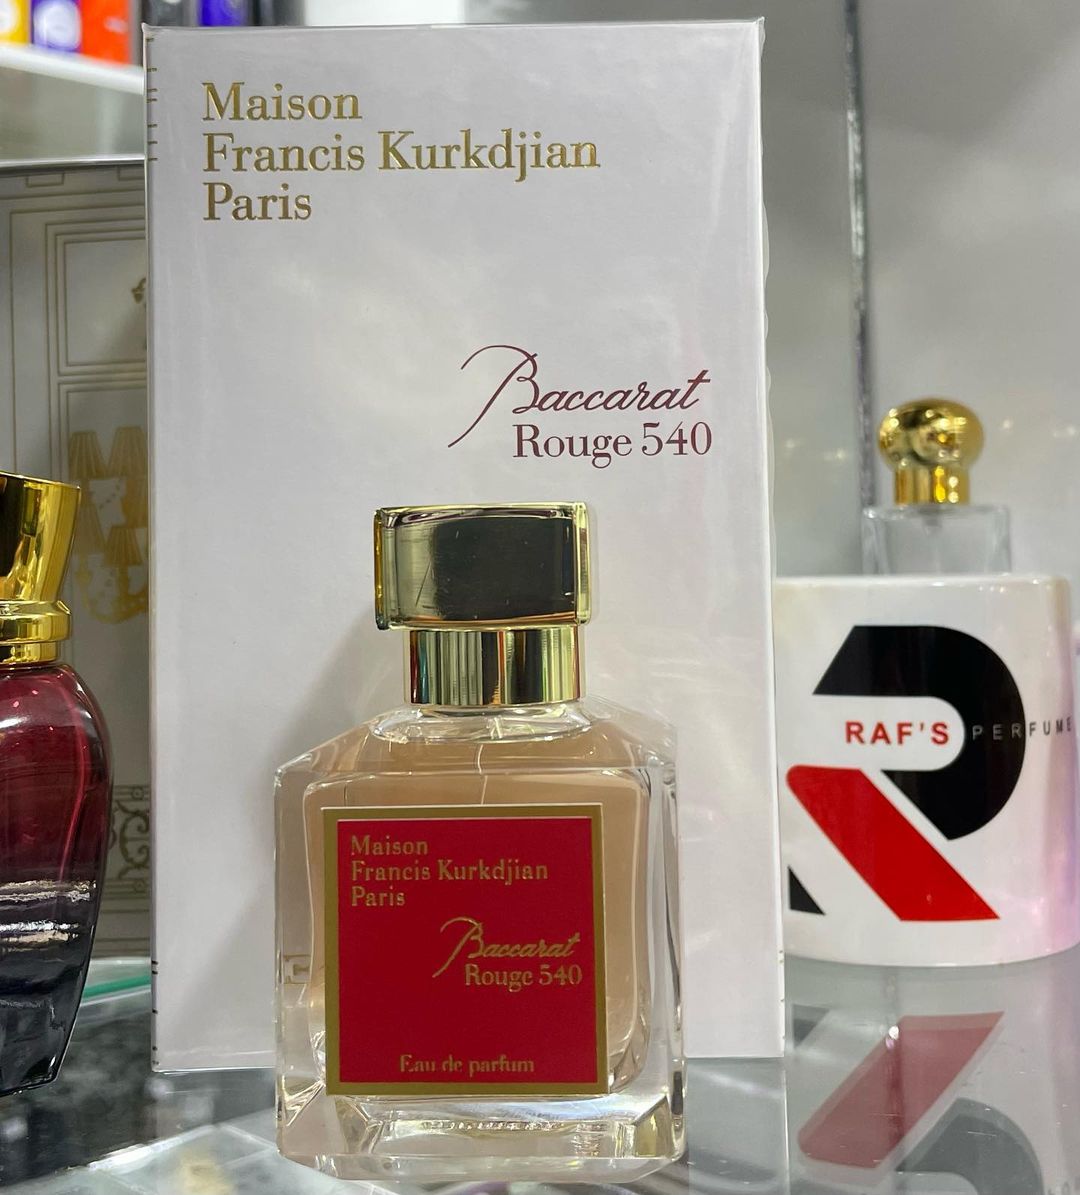 Maison
Francis Kurkdjian
Paris
Baccarat
Rouge 540
Maison
Francis Kurkdjian
Paris
Baccarat
Rouge 540
Eau de parfum
RAF'S PERFUME